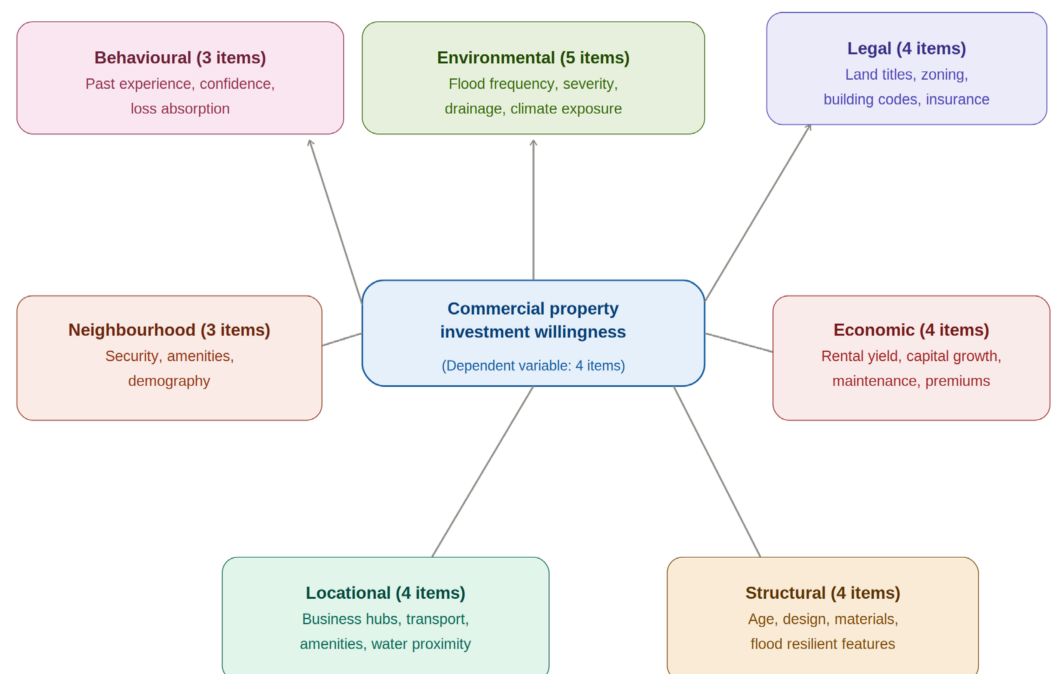 Behavioural (3 items)
Past experience, confidence,
loss absorption
Environmental (5 items)
Flood frequency, severity,
drainage, climate exposure
Legal (4 items)
Land titles, zoning,
building codes, insurance
Neighbourhood (3 items)
Security, amenities,
demography
Commercial property
investment willingness
(Dependent variable: 4 items)
Economic (4 items)
Rental yield, capital growth,
maintenance, premiums
Locational (4 items)
Business hubs, transport,
amenities, water proximity
Structural (4 items)
Age, design, materials,
flood resilient features